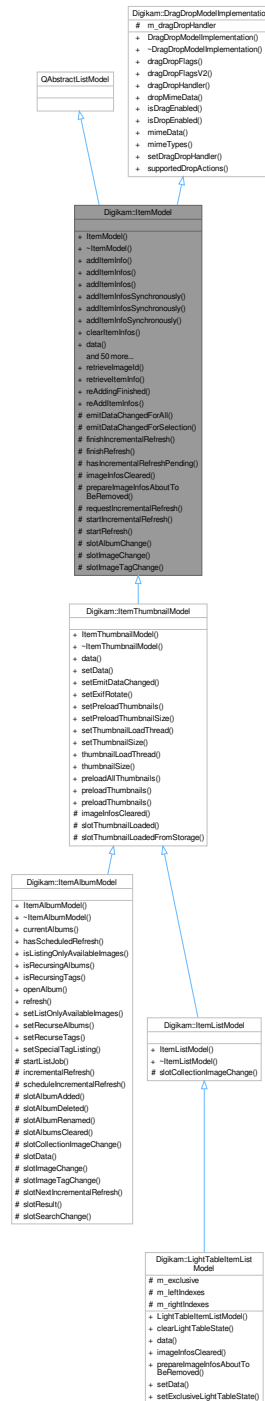 Digikam::DragDropModelImplementation
# m_dragDropHandler
+ DragDropModelImplementation()
+ ~DragDropModelImplementation()
+ dragDropFlags()
+ dragDropFlagsV2()
+ dragDropHandler()
+ dropMimeData()
+ isDragEnabled()
+ isDropEnabled()
+ mimeData()
+ mimeTypes()
+ setDragDropHandler()
+ supportedDropActions()
QAbstractListModel
Digikam::ItemModel
+ ItemModel()
+ ~ItemModel()
+ addItemInfo()
+ addItemInfos()
+ addItemInfos()
+ addItemInfosSynchronously()
+ addItemInfosSynchronously()
+ addItemInfoSynchronously()
+ clearItemInfos()
+ data()
and 50 more...
+ retrieveImageId()
+ retrieveItemInfo()
+ reAddingFinished()
+ reAddItemInfos()
# emitDataChangedForAll()
# emitDataChangedForSelection()
# finishIncrementalRefresh()
# finishRefresh()
# hasIncrementalRefreshPending()
# imageInfosCleared()
# prepareImageInfosAboutTo
BeRemoved()
# requestIncrementalRefresh()
# startIncrementalRefresh()
# startRefresh()
# slotAlbumChange()
# slotImageChange()
# slotImageTagChange()
Digikam::ItemThumbnailModel
+ ItemThumbnailModel()
+ ~ItemThumbnailModel()
+ data()
+ setData()
+ setEmitDataChanged()
+ setExifRotate()
+ setPreloadThumbnails()
+ setPreloadThumbnailSize()
+ setThumbnailLoadThread()
+ setThumbnailSize()
+ thumbnailLoadThread()
+ thumbnailSize()
+ preloadAllThumbnails()
+ preloadThumbnails()
+ preloadThumbnails()
# imageInfosCleared()
# slotThumbnailLoaded()
# slotThumbnailLoadedFromStorage()
Digikam::ItemAlbumModel
+ ItemAlbumModel()
+ ~ItemAlbumModel()
+ currentAlbums()
+ hasScheduledRefresh()
+ isListingOnlyAvailableImages()
+ isRecursingAlbums()
+ isRecursingTags()
+ openAlbum()
+ refresh()
+ setListOnlyAvailableImages()
+ setRecurseAlbums()
+ setRecurseTags()
+ setSpecialTagListing()
# startListJob()
# incrementalRefresh()
# scheduleIncrementalRefresh()
# slotAlbumAdded()
# slotAlbumDeleted()
# slotAlbumRenamed()
# slotAlbumsCleared()
# slotCollectionImageChange()
# slotData()
# slotImageChange()
# slotImageTagChange()
# slotNextIncrementalRefresh()
# slotResult()
# slotSearchChange()
Digikam::ItemListModel
+ ItemListModel()
+ ~ItemListModel()
# slotCollectionImageChange()
Digikam::LightTableItemList
Model
# m_exclusive
# m_leftIndexes
# m_rightIndexes
+ LightTableItemListModel()
+ clearLightTableState()
+ data()
+ imageInfosCleared()
+ prepareImageInfosAboutTo
BeRemoved()
+ setData()
+ setExclusiveLightTableState()